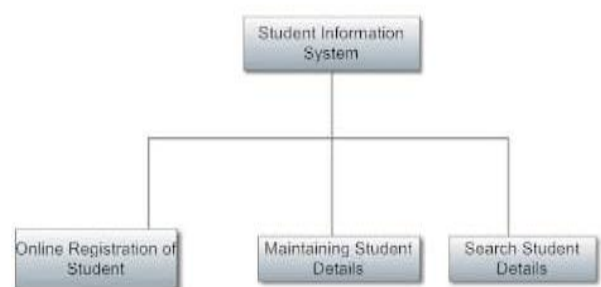 Student Information
System
Online Registration of
Student
Maintaining Student
Details
Search Student
Details